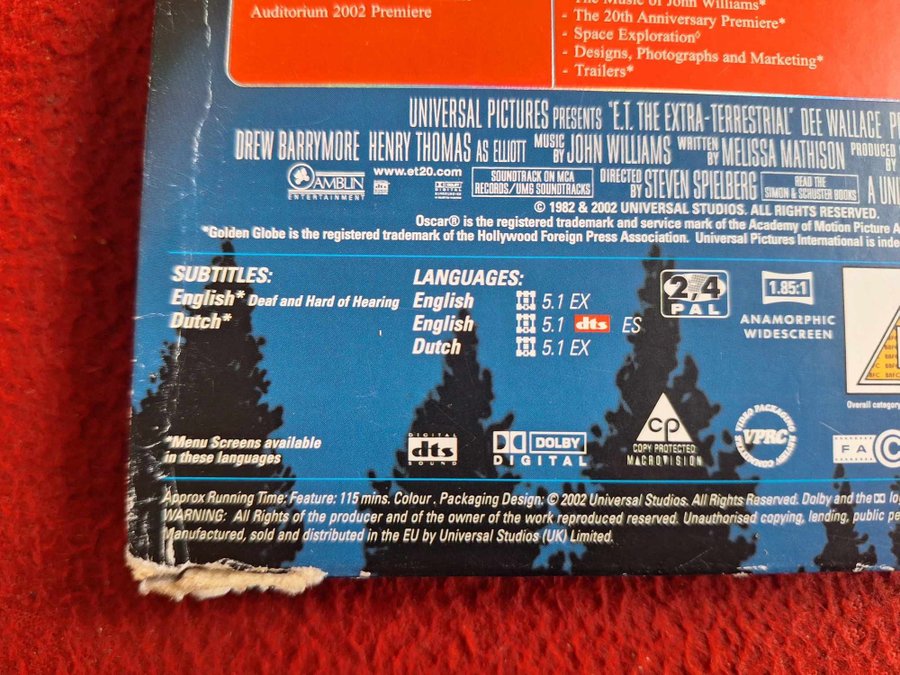 Auditorium 2002 Premiere
- The Music of John Williams*
- The 20th Anniversary Premiere*
- Space Exploration◊
- Designs, Photographs and Marketing*
- Trailers*
UNIVERSAL PICTURES PRESENTS "E.T. THE EXTRA-TERRESTRIAL" DEE WALLACE
DREW BARRYMORE HENRY THOMAS AS ELLIOTT MUSIC BY JOHN WILLIAMS WRITTEN BY MELISSA MATHISON PRODUCED
AMBLIN ENTERTAINMENT www.et20.com SOUNDTRACK ON MCA RECORDS/UMG SOUNDTRACKS DIRECTED BY STEVEN SPIELBERG READ THE SIMON & SCHUSTER BOOKS A
© 1982 & 2002 UNIVERSAL STUDIOS. ALL RIGHTS RESERVED.
Oscar® is the registered trademark and service mark of the Academy of Motion Picture
*Golden Globe is the registered trademark of the Hollywood Foreign Press Association. Universal Pictures International is
SUBTITLES:
English* Deaf and Hard of Hearing
Dutch*
LANGUAGES:
English 5.1 EX
English 5.1 dts ES
Dutch 5.1 EX
2,4
PAL
1.85:1
ANAMORPHIC
WIDESCREEN
Overall category
*Menu Screens available
in these languages
DIGITAL
dts
SOUND
DOLBY
DIGITAL
CP
COPY PROTECTED
MACROVISION
VPRC
FA
Approx Running Time: Feature: 115 mins. Colour. Packaging Design: © 2002 Universal Studios. All Rights Reserved. Dolby and the
WARNING: All Rights of the producer and of the owner of the work reproduced reserved. Unauthorised copying, lending, public
Manufactured, sold and distributed in the EU by Universal Studios (UK) Limited.